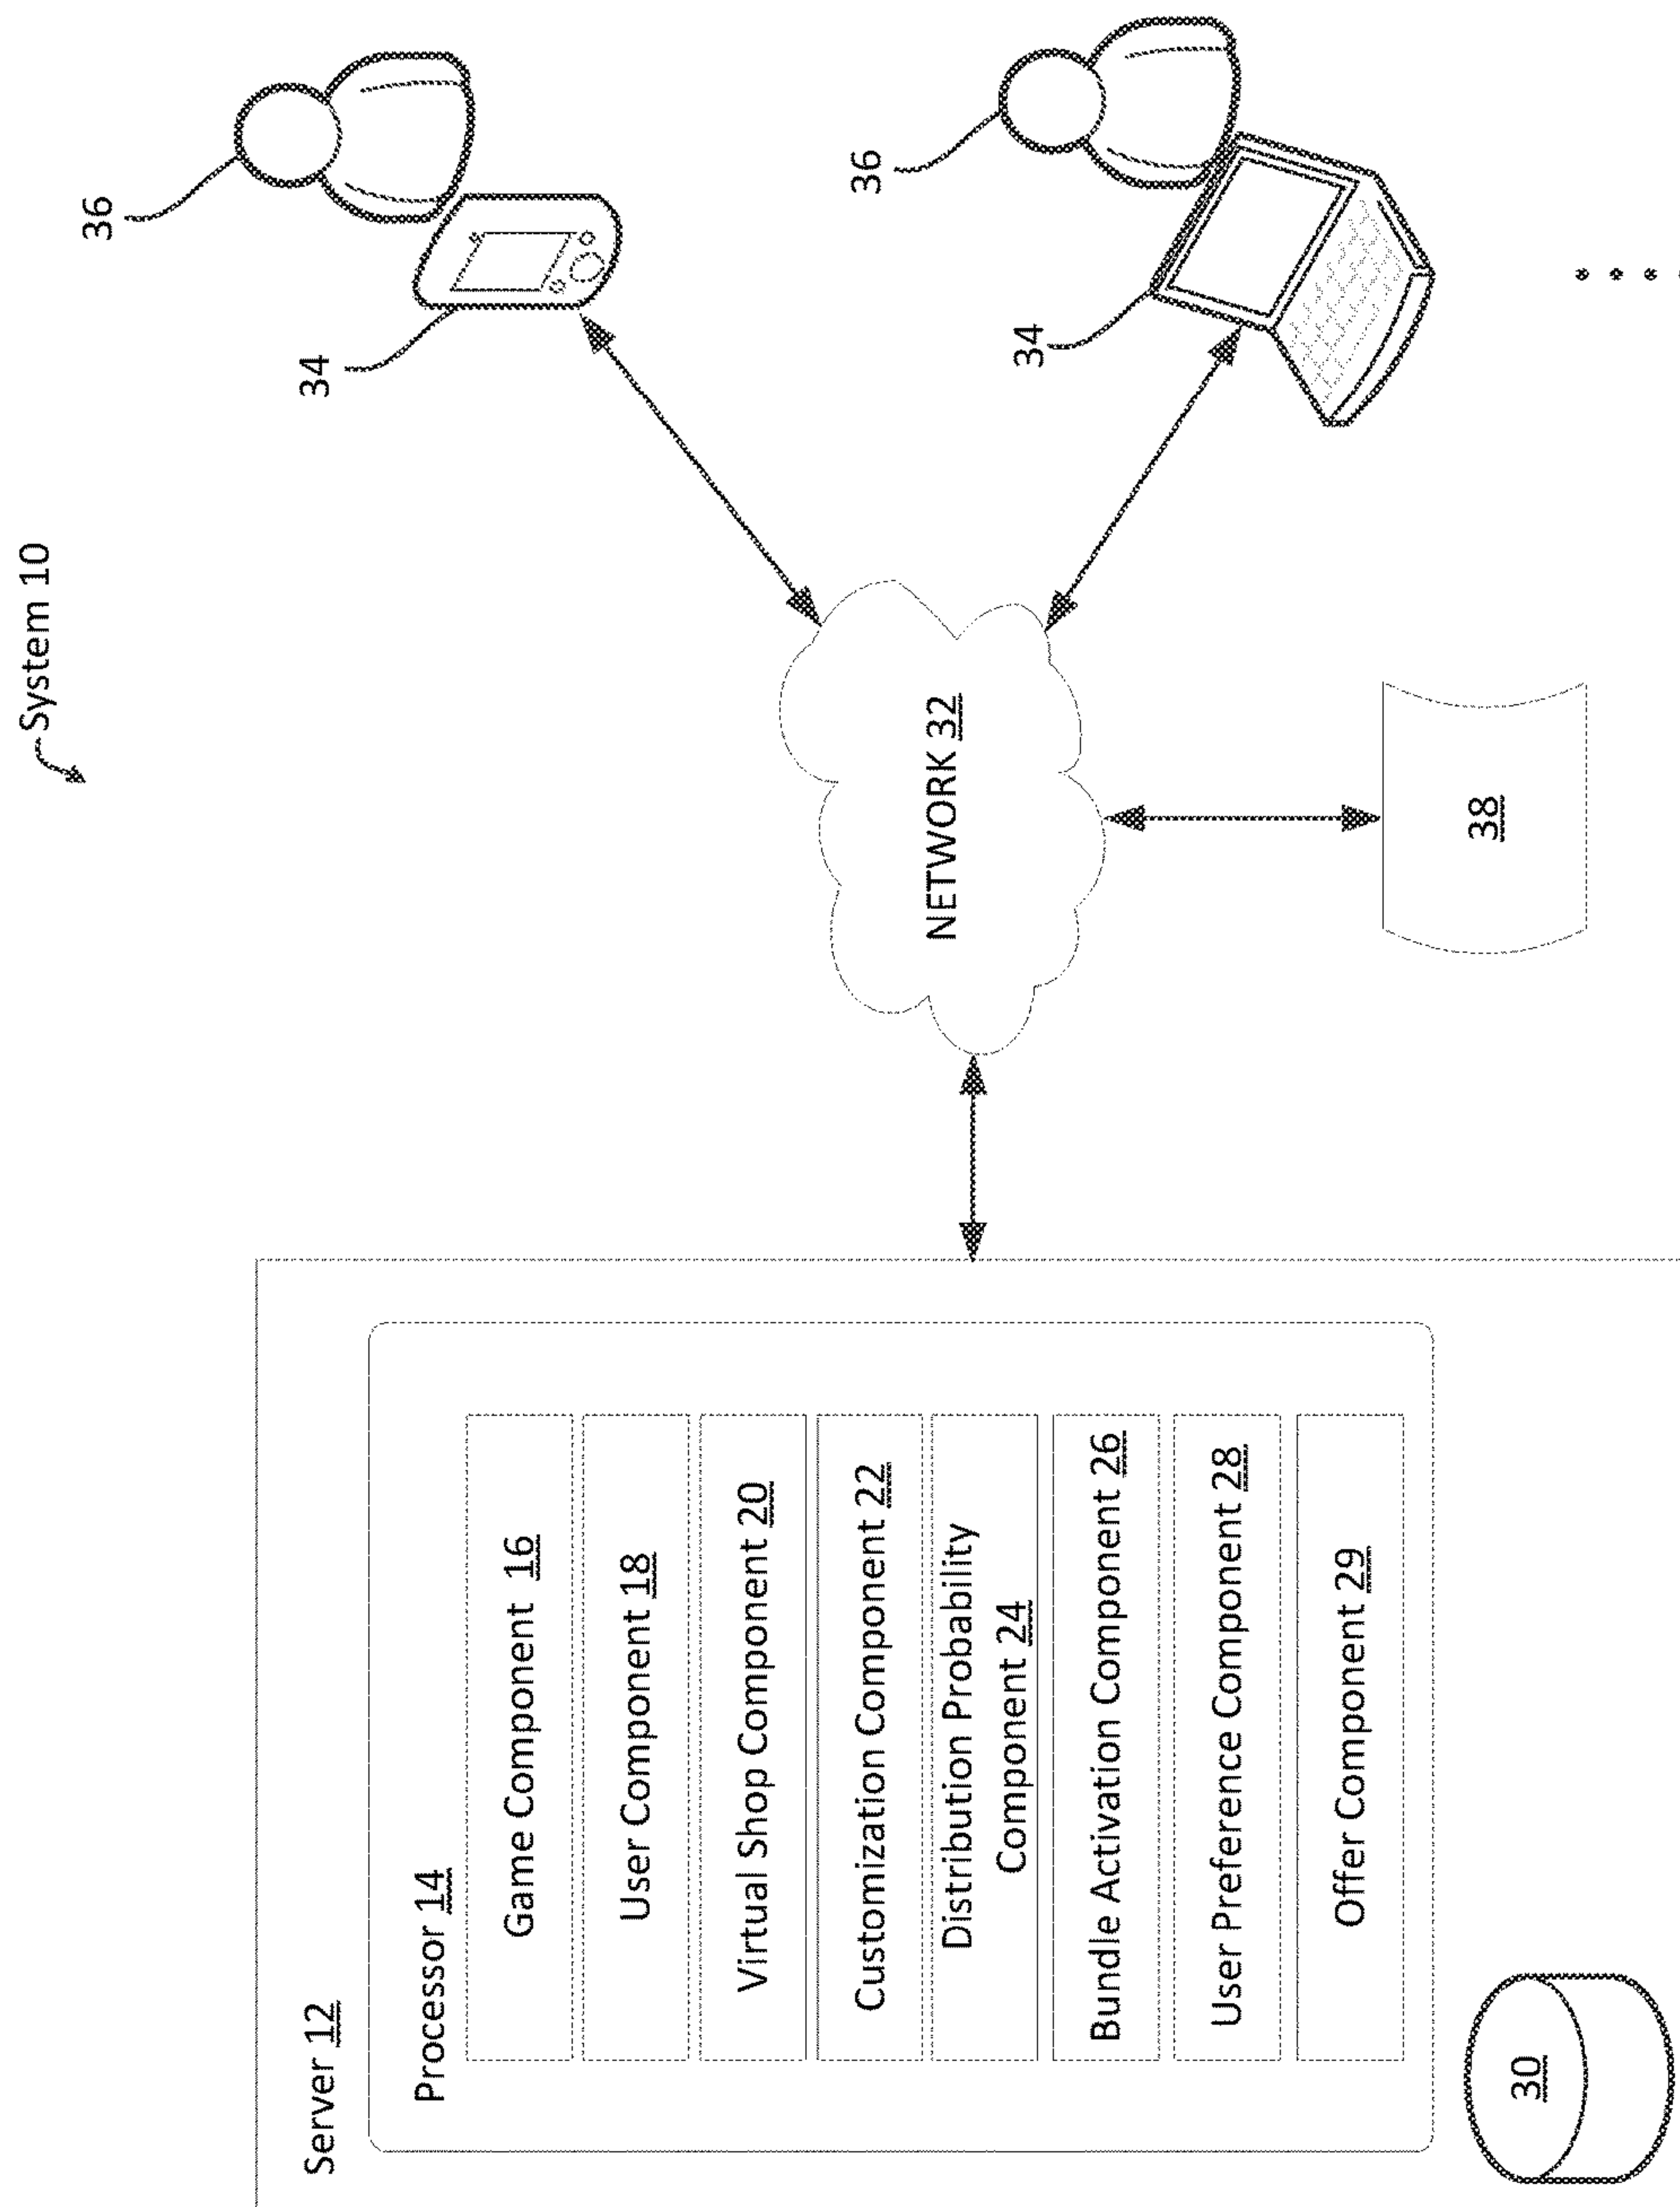 System 10
Server 12
Processor 14
Game Component 16
User Component 18
Virtual Shop Component 20
Customization Component 22
Distribution Probability
Component 24
Bundle Activation Component 26
User Preference Component 28
Offer Component 29
30
NETWORK 32
38
34
36
34
36